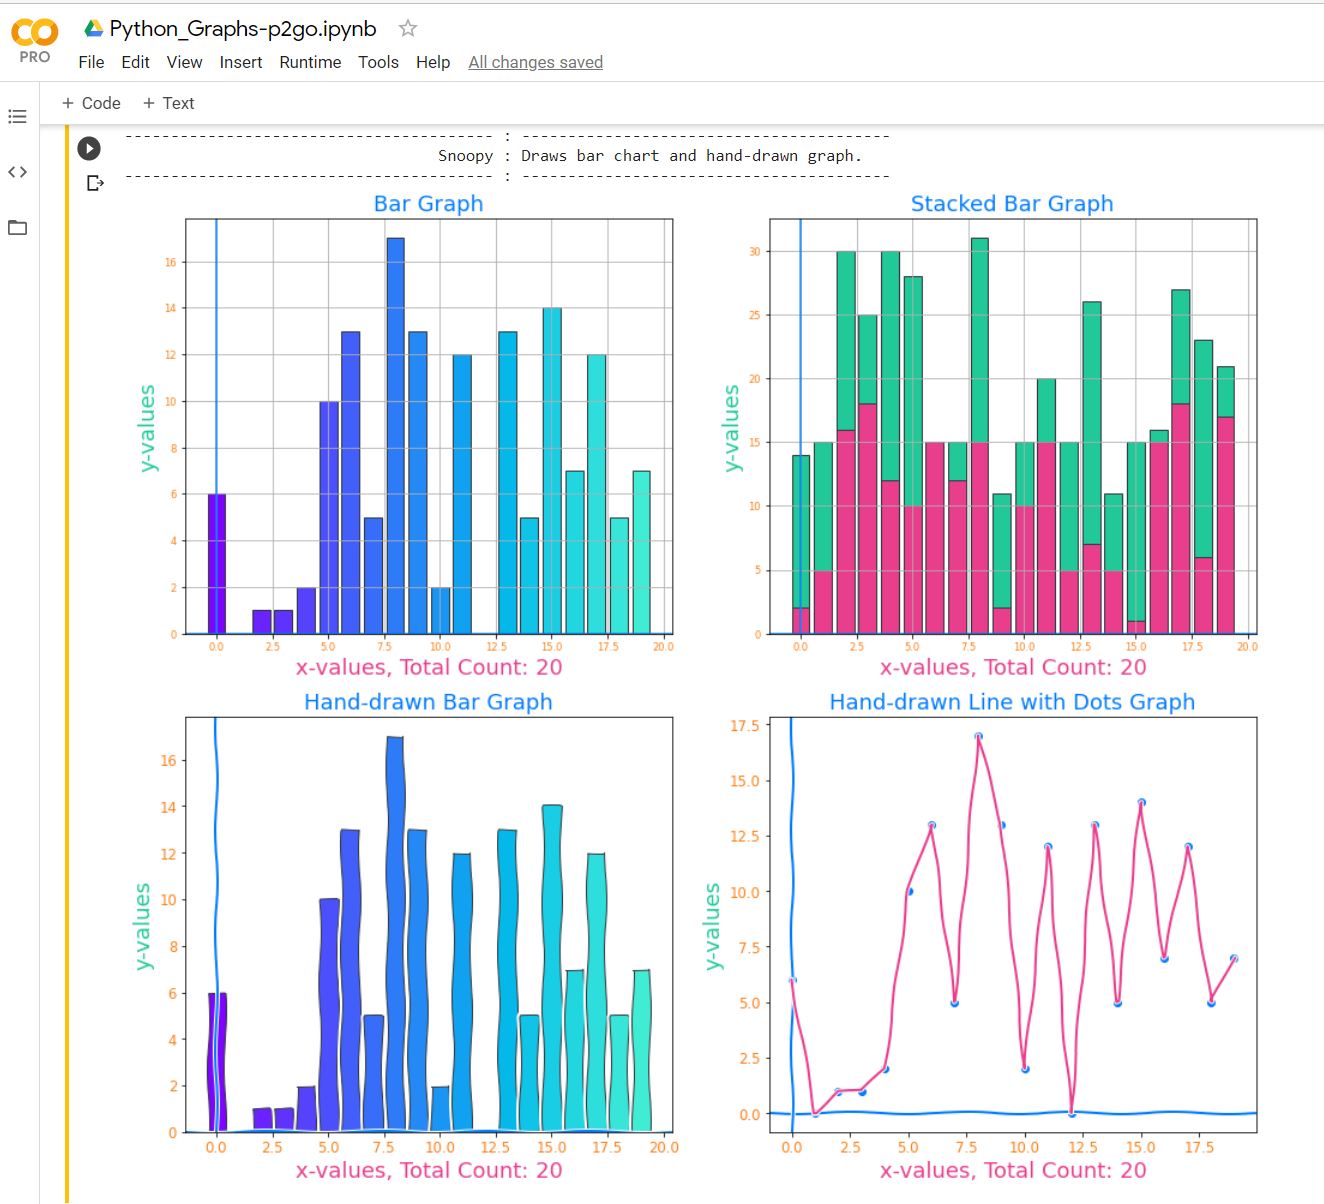 Python_Graphs-p2go.ipynb
PRO
File Edit View Insert Runtime Tools Help All changes saved
+ Code + Text
---------------------------------------- : ----------------------------------------
Snoopy : Draws bar chart and hand-drawn graph.
---------------------------------------- : ----------------------------------------
Bar Graph
y-values
16
14
12
10
8
6
4
2
0
0.0 2.5 5.0 7.5 10.0 12.5 15.0 17.5 20.0
x-values, Total Count: 20
Stacked Bar Graph
y-values
30
25
20
15
10
5
0
0.0 2.5 5.0 7.5 10.0 12.5 15.0 17.5 20.0
x-values, Total Count: 20
Hand-drawn Bar Graph
y-values
16
14
12
10
8
6
4
2
0
0.0 2.5 5.0 7.5 10.0 12.5 15.0 17.5 20.0
x-values, Total Count: 20
Hand-drawn Line with Dots Graph
y-values
17.5
15.0
12.5
10.0
7.5
5.0
2.5
0.0
0.0 2.5 5.0 7.5 10.0 12.5 15.0 17.5
x-values, Total Count: 20